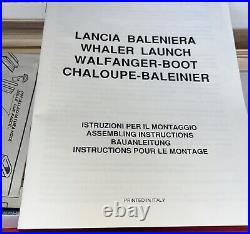 LANCIA BALENIERA
WHALER LAUNCH
WALFANGER-BOOT
CHALOUPE-BALEINIER
ISTRUZIONI PER IL MONTAGGIO
ASSEMBLING INSTRUCTIONS
BAUANLEITUNG
INSTRUCTIONS POUR LE MONTAGE
PRINTED IN ITALY